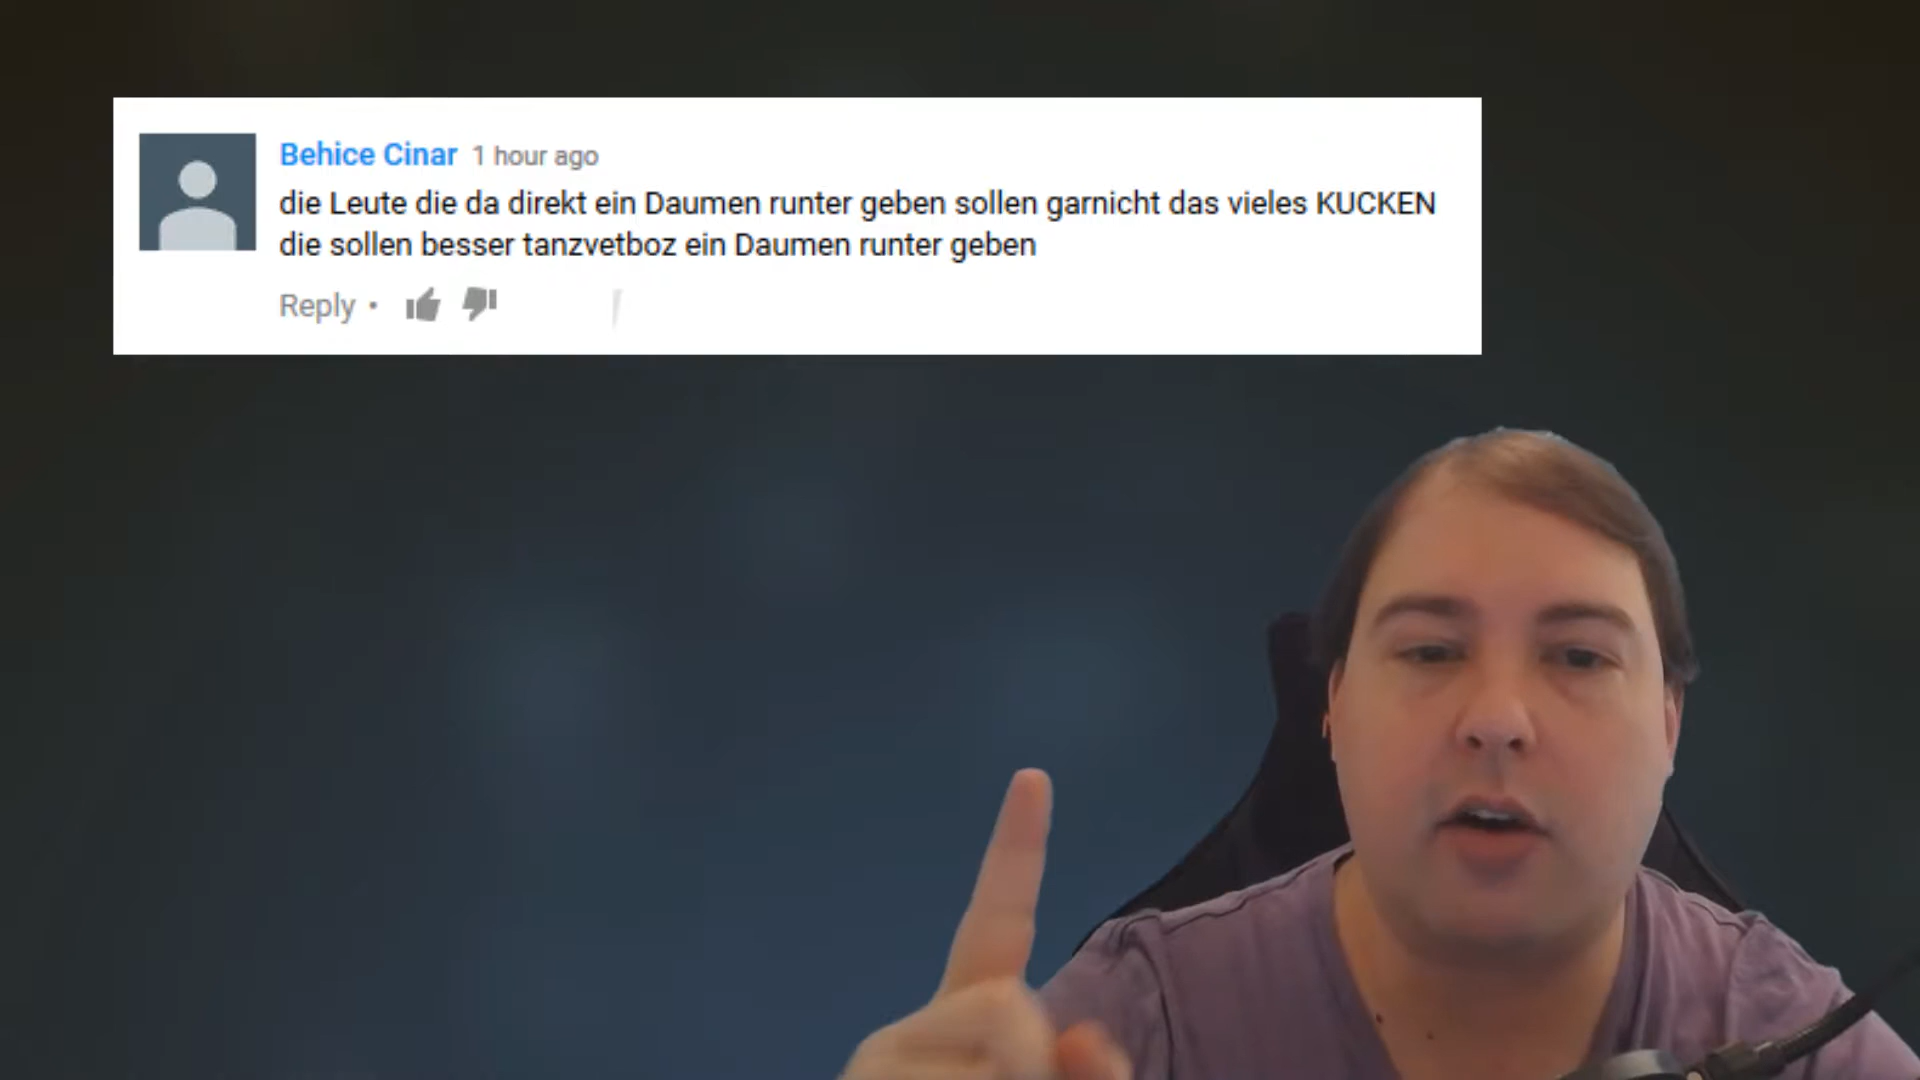 Behice Cinar 1 hour ago
die Leute die da direkt ein Daumen runter geben sollen garnicht das vieles KUCKEN
die sollen besser tanzvetboz ein Daumen runter geben
Reply •